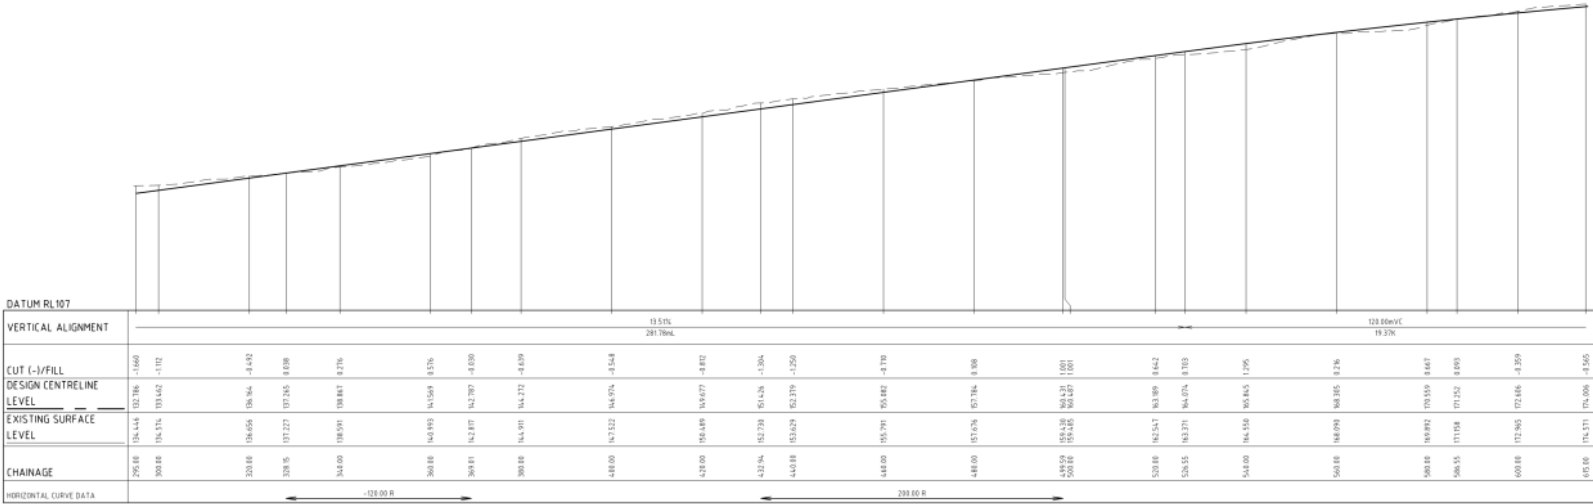 DATUM RL107
VERTICAL ALIGNMENT
13.51%
281.78mL
120.00mVC
19.37K
CUT (-)/FILL
-1.660 -1.112 -0.492 0.038 0.276 0.576 -0.030 -0.639 -0.548 -0.812 -1.304 -1.250 -0.710 0.108 1.001 1.001 0.642 0.703 1.295 0.216 0.667 0.093 -0.359 -0.565
DESIGN CENTRELINE
LEVEL
132.786 133.462 136.164 137.265 138.867 141.569 142.787 144.272 146.974 149.677 151.426 152.379 155.082 157.784 160.431 160.487 163.189 164.074 165.845 168.305 170.559 171.252 172.606 174.006
EXISTING SURFACE
LEVEL
134.446 134.574 136.656 137.227 138.591 140.993 142.817 144.911 147.522 150.489 152.730 153.629 155.791 157.676 159.430 159.485 162.547 163.371 164.550 168.090 169.892 171.158 172.965 174.571
CHAINAGE
295.00 300.00 320.00 328.15 340.00 360.00 369.01 380.00 400.00 420.00 432.94 440.00 460.00 480.00 499.59 500.00 520.00 526.55 540.00 560.00 580.00 586.55 600.00 615.00
HORIZONTAL CURVE DATA
-120.00 R
200.00 R